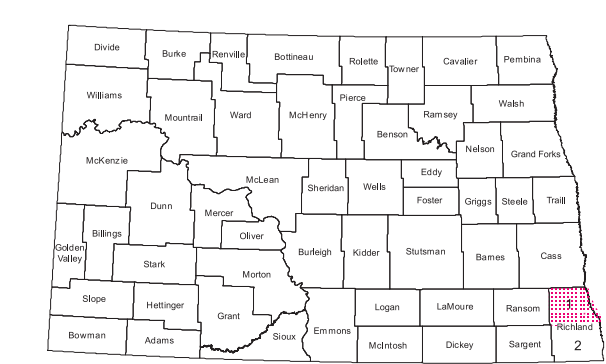 Divide
Burke
Renville
Bottineau
Rolette
Towner
Cavalier
Pembina
Williams
Mountrail
Ward
McHenry
Pierce
Benson
Ramsey
Walsh
McKenzie
McLean
Sheridan
Wells
Eddy
Foster
Nelson
Grand Forks
Griggs
Steele
Traill
Dunn
Mercer
Oliver
Golden
Valley
Billings
Stark
Morton
Burleigh
Kidder
Stutsman
Barnes
Cass
Slope
Hettinger
Grant
Sioux
Emmons
Logan
LaMoure
Ransom
1
Richland
2
Bowman
Adams
McIntosh
Dickey
Sargent